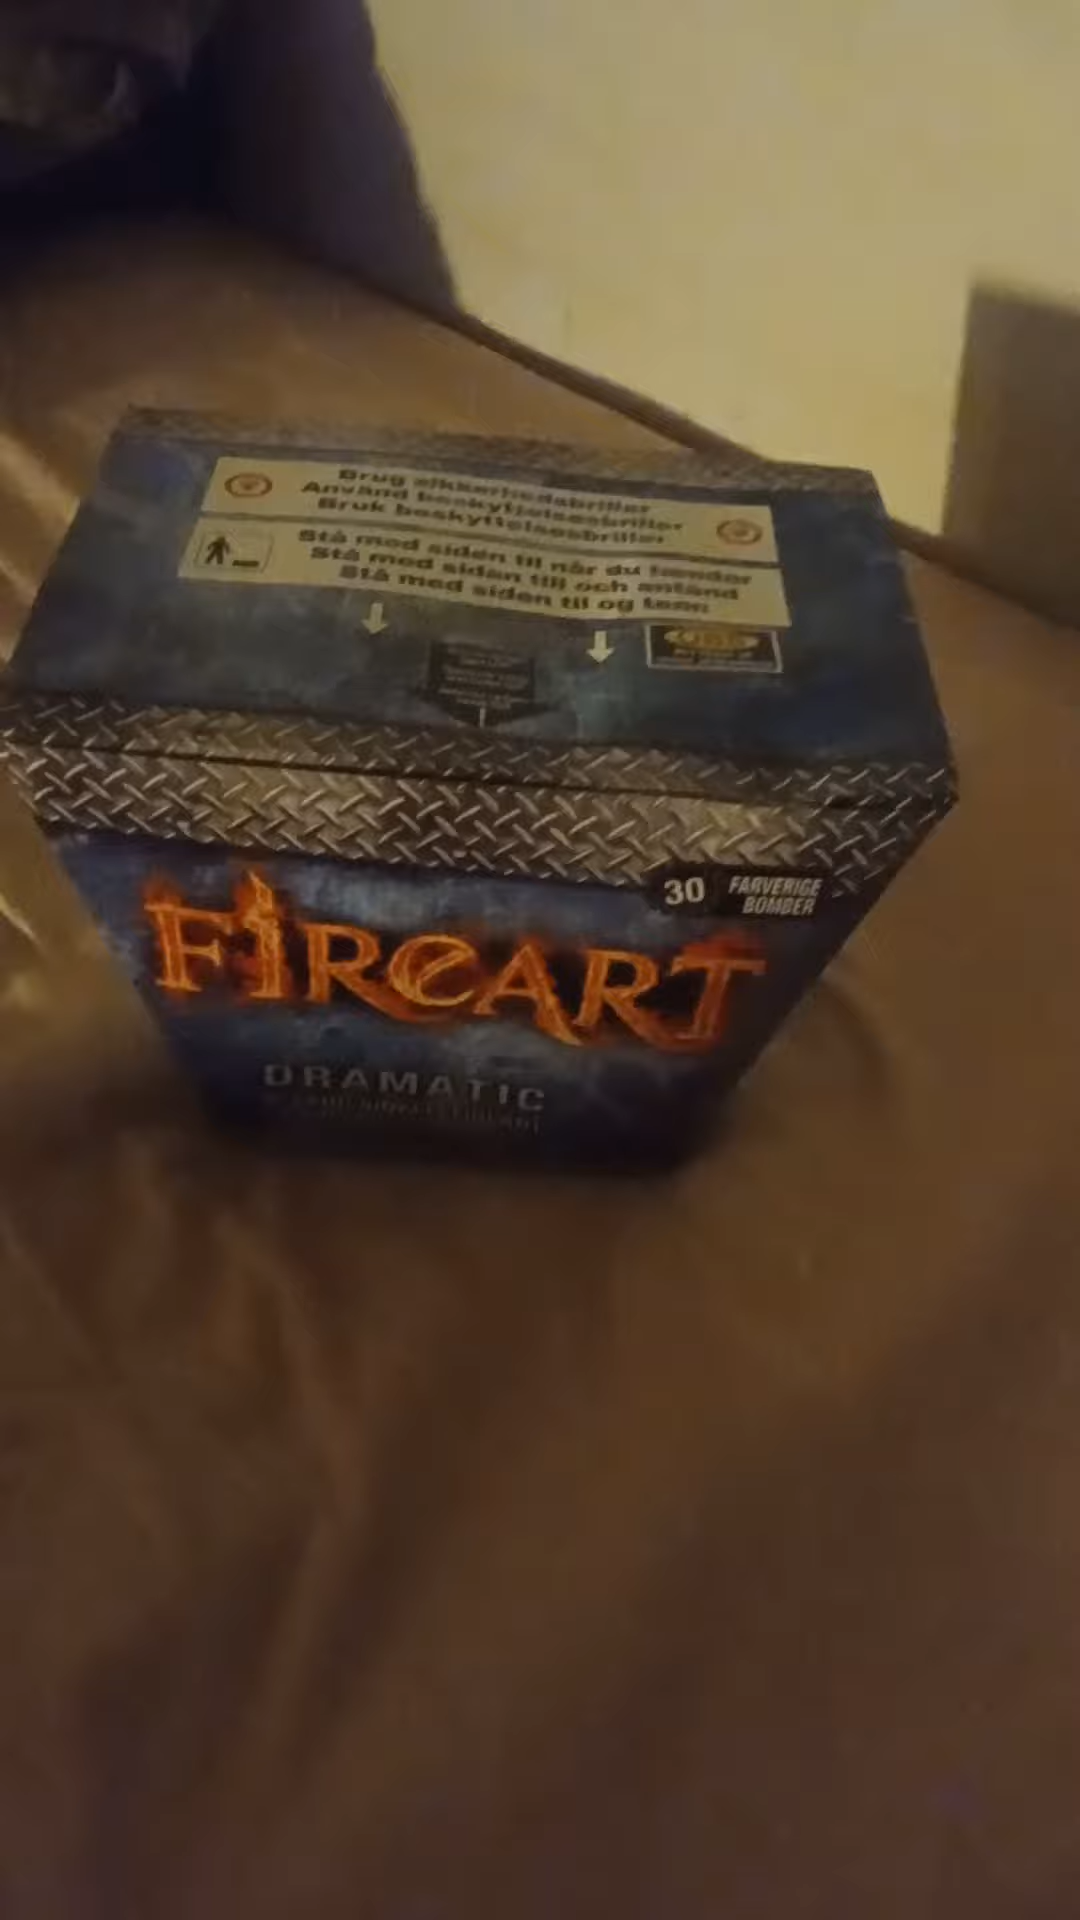 Brug sikkerhedsbriller
Använd beskyttelsesbriller
Bruk beskyttelsesbriller
Stå med siden til når du tænder
Stå med sidan till och antänd
Stå med siden til og tenn
30 FARVERIGE
BOMBER
FIREART
DRAMATIC